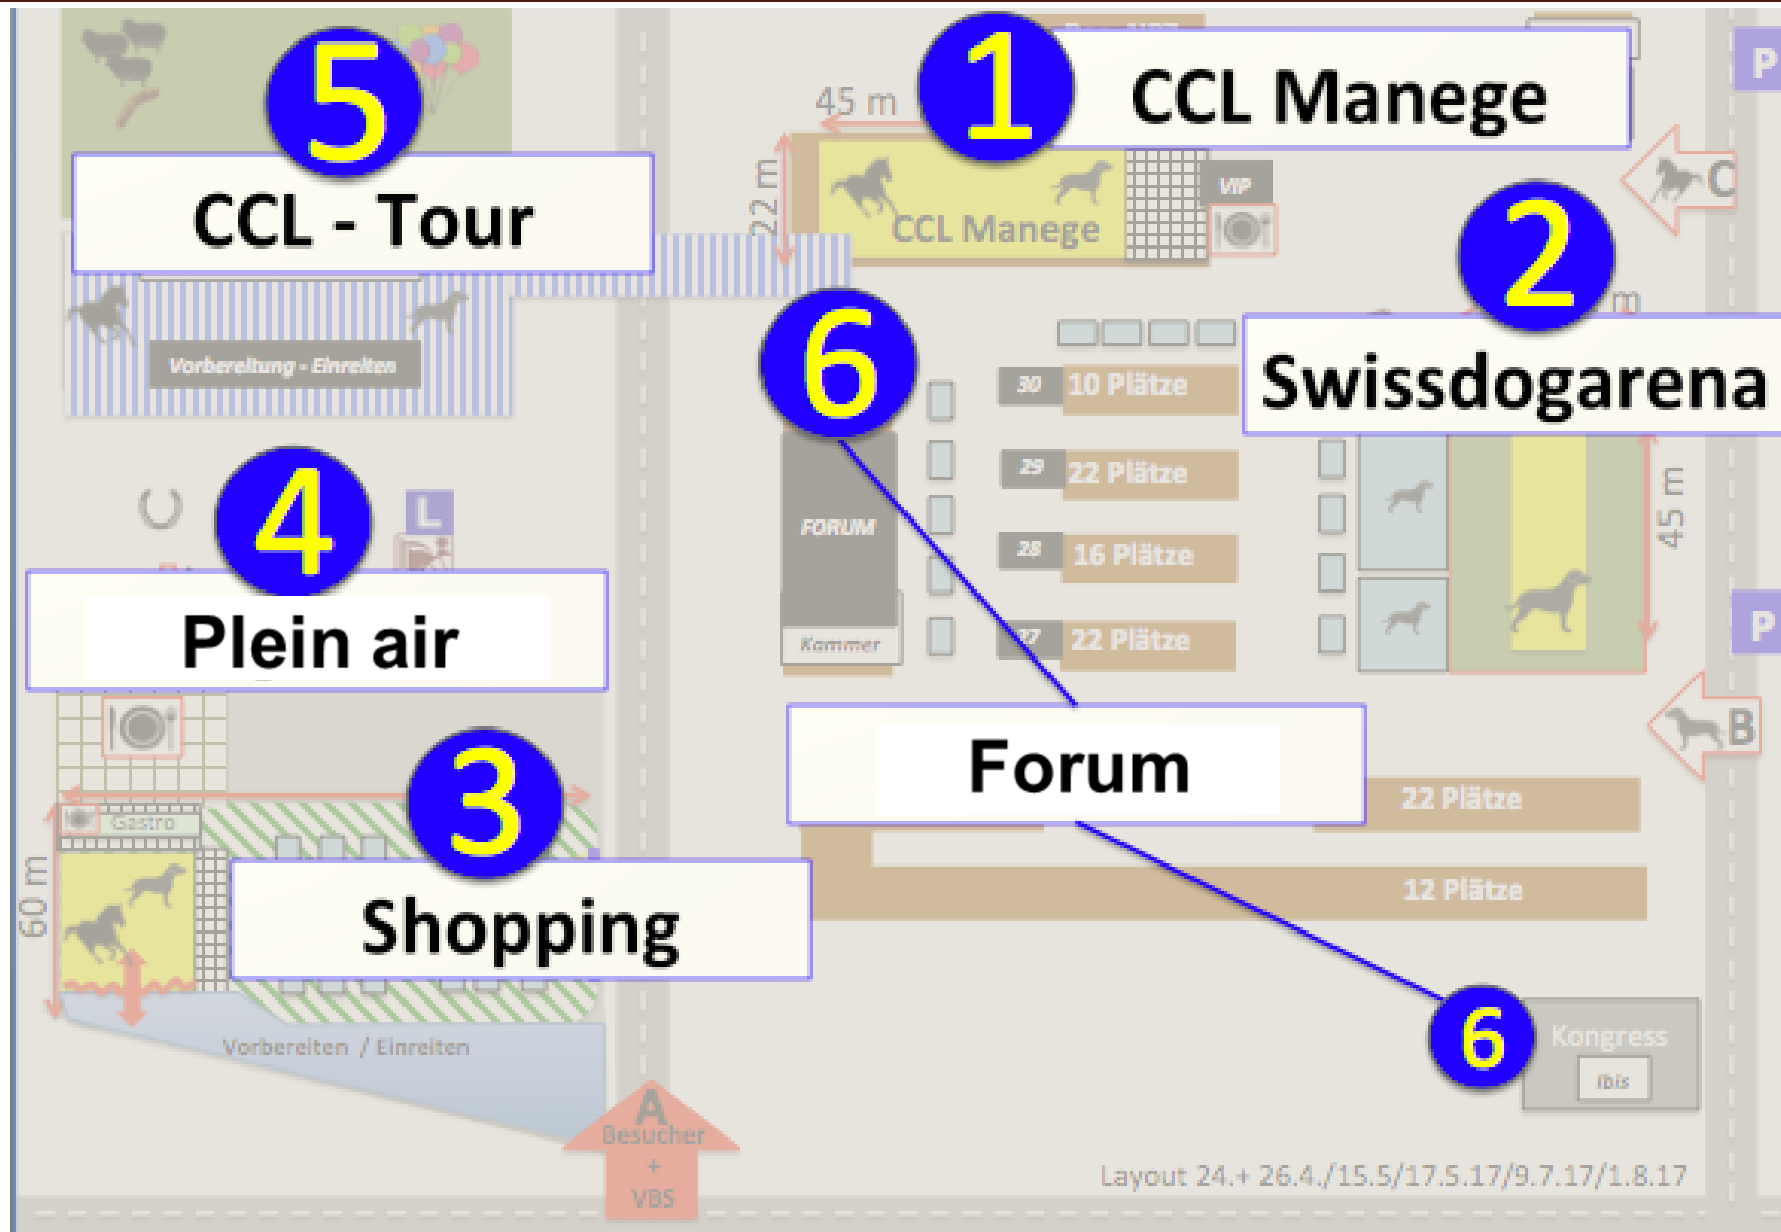 5
CCL - Tour
1
CCL Manege
P
45 m
22 m
CCL Manege
VIP
C
2
m
Swissdogarena
Vorbereitung - Einreiten
6
30 10 Plätze
29 22 Plätze
28 16 Plätze
27 22 Plätze
FORUM
Kammer
45 m
P
4
L
Plein air
Forum
B
22 Plätze
12 Plätze
3
Gastro
60 m
Shopping
Vorbereiten / Einreiten
6
Kongress
ibis
A
Besucher
+
VBS
Layout 24.+ 26.4./15.5/17.5.17/9.7.17/1.8.17